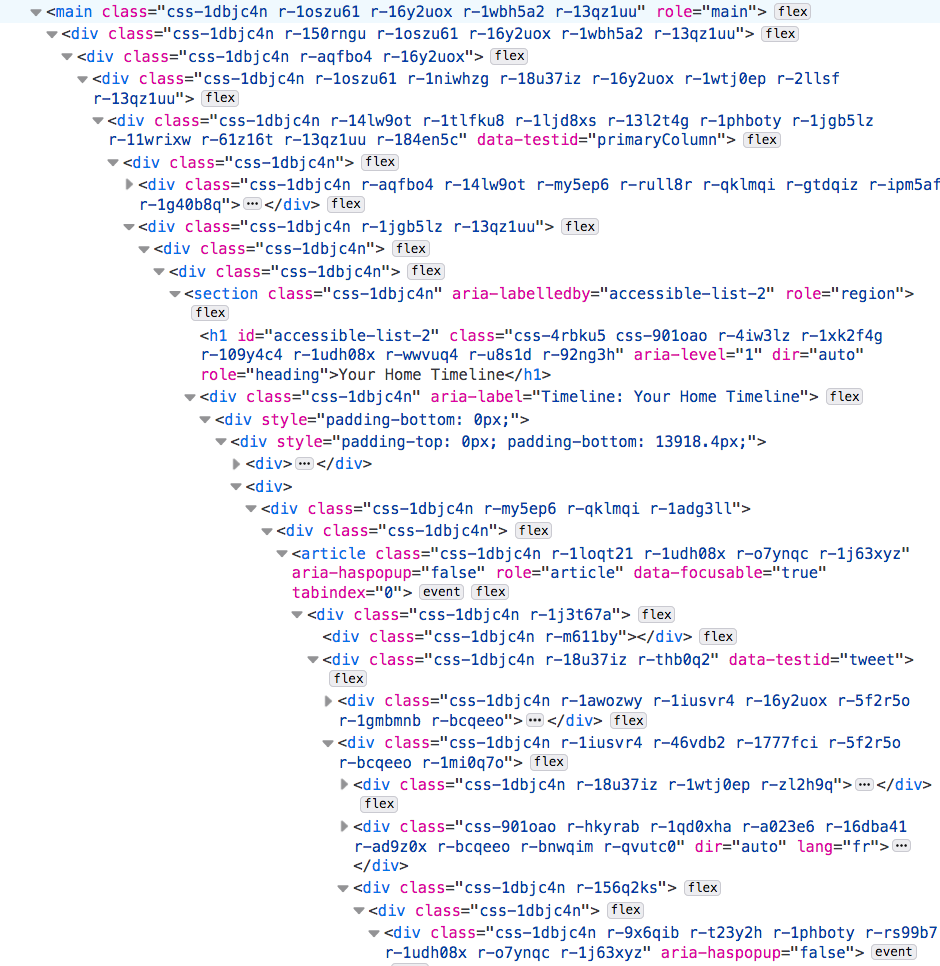 <main class="css-1dbjc4n r-1oszu61 r-16y2uox r-1wbh5a2 r-13qz1uu" role="main"> flex
<div class="css-1dbjc4n r-150rngu r-1oszu61 r-16y2uox r-1wbh5a2 r-13qz1uu"> flex
<div class="css-1dbjc4n r-aqfbo4 r-16y2uox"> flex
<div class="css-1dbjc4n r-1oszu61 r-1niwhzg r-18u37iz r-16y2uox r-1wtj0ep r-2llsf
r-13qz1uu"> flex
<div class="css-1dbjc4n r-14lw9ot r-1tlfku8 r-1ljd8xs r-13l2t4g r-1phboty r-1jgb5lz
r-11wrixw r-61z16t r-13qz1uu r-184en5c" data-testid="primaryColumn"> flex
<div class="css-1dbjc4n"> flex
<div class="css-1dbjc4n r-aqfbo4 r-14lw9ot r-my5ep6 r-rull8r r-qklmqi r-gtdqiz r-ipm5af
r-1g40b8q">⋯</div> flex
<div class="css-1dbjc4n r-1jgb5lz r-13qz1uu"> flex
<div class="css-1dbjc4n"> flex
<div class="css-1dbjc4n"> flex
<section class="css-1dbjc4n" aria-labelledby="accessible-list-2" role="region">
flex
<h1 id="accessible-list-2" class="css-4rbku5 css-901oao r-4iw3lz r-1xk2f4g
r-109y4c4 r-1udh08x r-wwvuq4 r-u8s1d r-92ng3h" aria-level="1" dir="auto"
role="heading">Your Home Timeline</h1>
<div class="css-1dbjc4n" aria-label="Timeline: Your Home Timeline"> flex
<div style="padding-bottom: 0px;">
<div style="padding-top: 0px; padding-bottom: 13918.4px;">
<div>⋯</div>
<div>
<div class="css-1dbjc4n r-my5ep6 r-qklmqi r-1adg3ll">
<div class="css-1dbjc4n"> flex
<article class="css-1dbjc4n r-1loqt21 r-1udh08x r-o7ynqc r-1j63xyz"
aria-haspopup="false" role="article" data-focusable="true"
tabindex="0"> event flex
<div class="css-1dbjc4n r-1j3t67a"> flex
<div class="css-1dbjc4n r-m611by"></div> flex
<div class="css-1dbjc4n r-18u37iz r-thb0q2" data-testid="tweet">
flex
<div class="css-1dbjc4n r-1awozwy r-1iusvr4 r-16y2uox r-5f2r5o
r-1gmbmnb r-bcqeeo">⋯</div> flex
<div class="css-1dbjc4n r-1iusvr4 r-46vdb2 r-1777fci r-5f2r5o
r-bcqeeo r-1mi0q7o"> flex
<div class="css-1dbjc4n r-18u37iz r-1wtj0ep r-zl2h9q">⋯</div>
flex
<div class="css-901oao r-hkyrab r-1qd0xha r-a023e6 r-16dba41
r-ad9z0x r-bcqeeo r-bnwqim r-qvutc0" dir="auto" lang="fr">⋯
</div>
<div class="css-1dbjc4n r-156q2ks"> flex
<div class="css-1dbjc4n"> flex
<div class="css-1dbjc4n r-9x6qib r-t23y2h r-1phboty r-rs99b7
r-1udh08x r-o7ynqc r-1j63xyz" aria-haspopup="false"> event